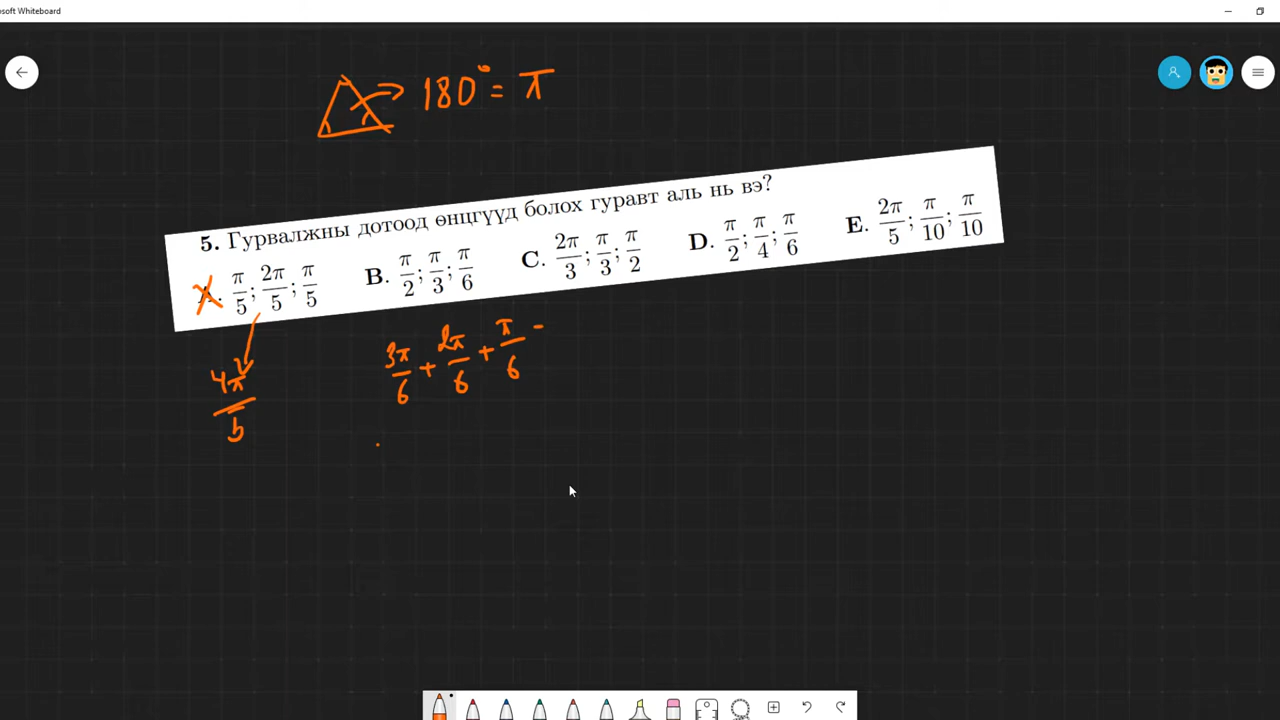 osoft Whiteboard
180° = π
5. Гурвалжны дотоод өнцгүүд болох гуравт аль нь вэ?
A. π/5; 2π/5; π/5 B. π/2; π/3; π/6 C. 2π/3; π/3; π/2 D. π/2; π/4; π/6 E. 2π/5; π/10; π/10
3π/6 + 2π/6 + π/6 -
4π/5